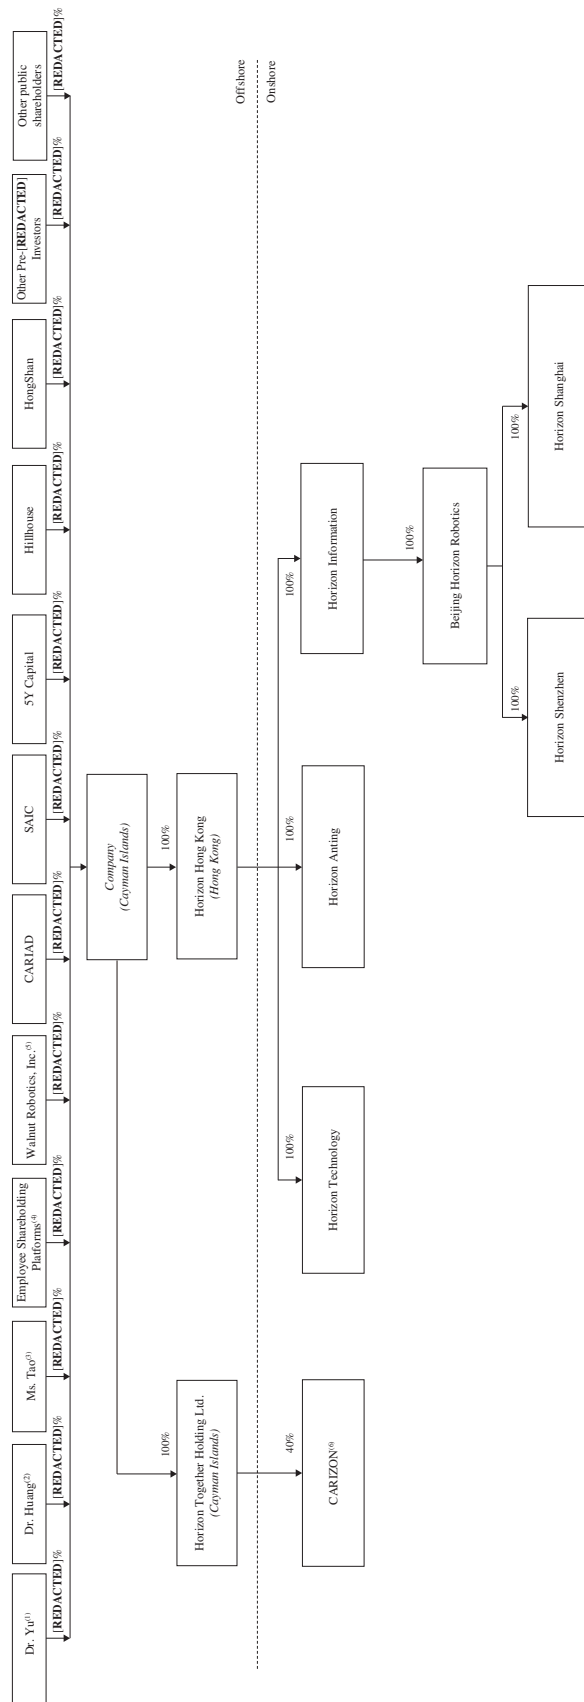 Dr. Yu(1)
Dr. Huang(2)
Ms. Tao(3)
Employee Shareholding
Platforms(4)
Walnut Robotics, Inc.(5)
CARIAD
SAIC
5Y Capital
Hillhouse
HongShan
Other Pre-[REDACTED]
Investors
Other public
shareholders
[REDACTED]%
[REDACTED]%
[REDACTED]%
[REDACTED]%
[REDACTED]%
[REDACTED]%
[REDACTED]%
[REDACTED]%
[REDACTED]%
[REDACTED]%
[REDACTED]%
[REDACTED]%
Company
(Cayman Islands)
100%
100%
Horizon Together Holding Ltd.
(Cayman Islands)
Horizon Hong Kong
(Hong Kong)
Offshore
Onshore
40%
100%
100%
100%
CARIZON(6)
Horizon Technology
Horizon Anting
Horizon Information
100%
Beijing Horizon Robotics
100%
100%
Horizon Shenzhen
Horizon Shanghai